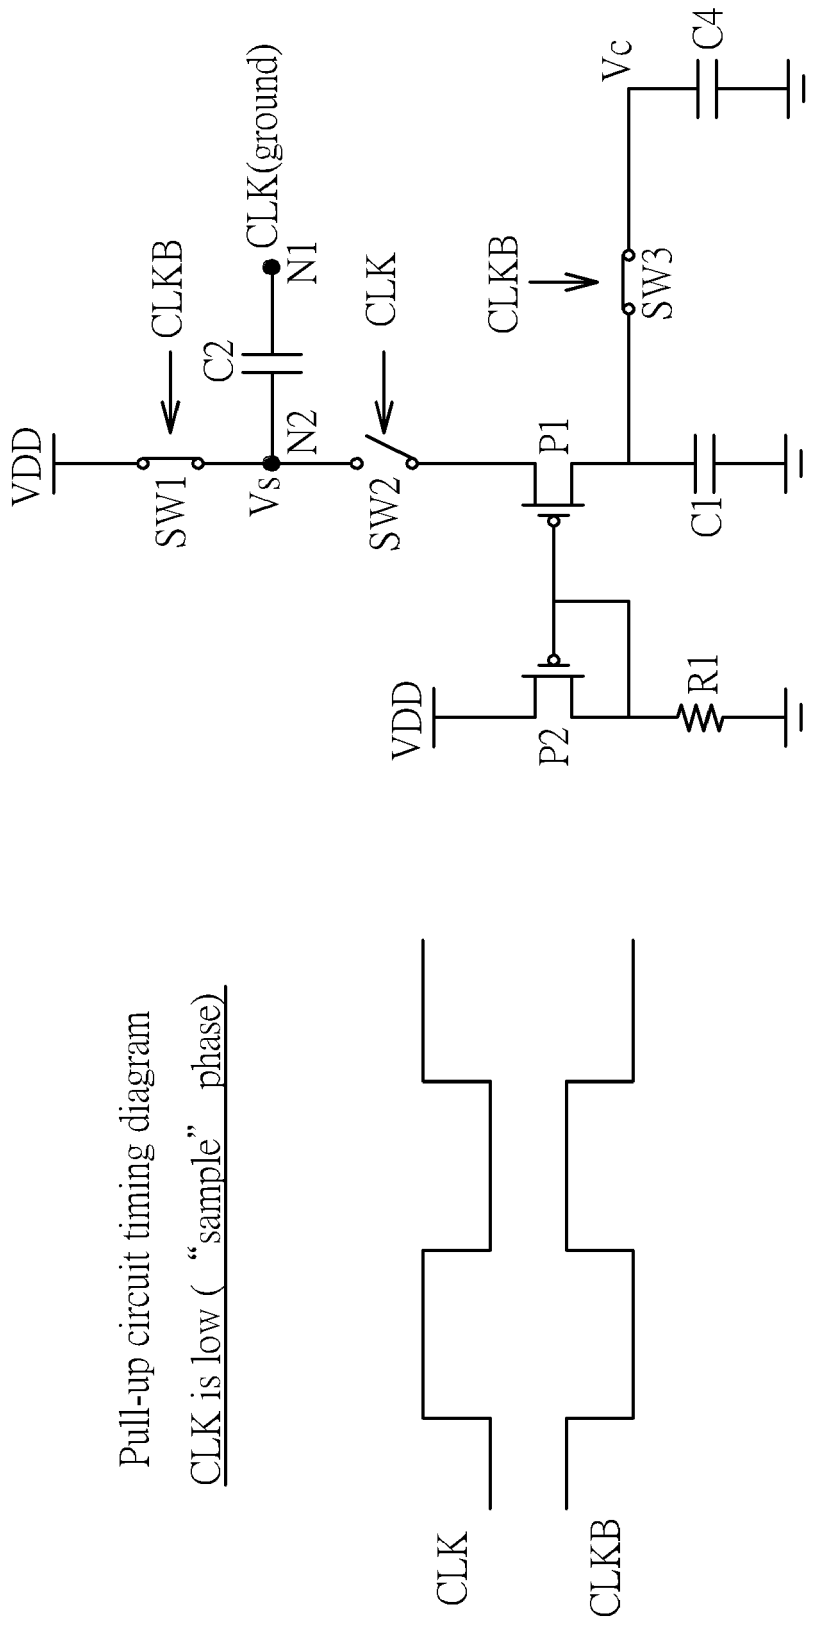 Pull-up circuit timing diagram
CLK is low ( “sample” phase)
CLK
CLKB
VDD
SW1
CLKB
Vs
N2
C2
N1
CLK(ground)
SW2
CLK
VDD
P2
R1
P1
C1
CLKB
SW3
Vc
C4